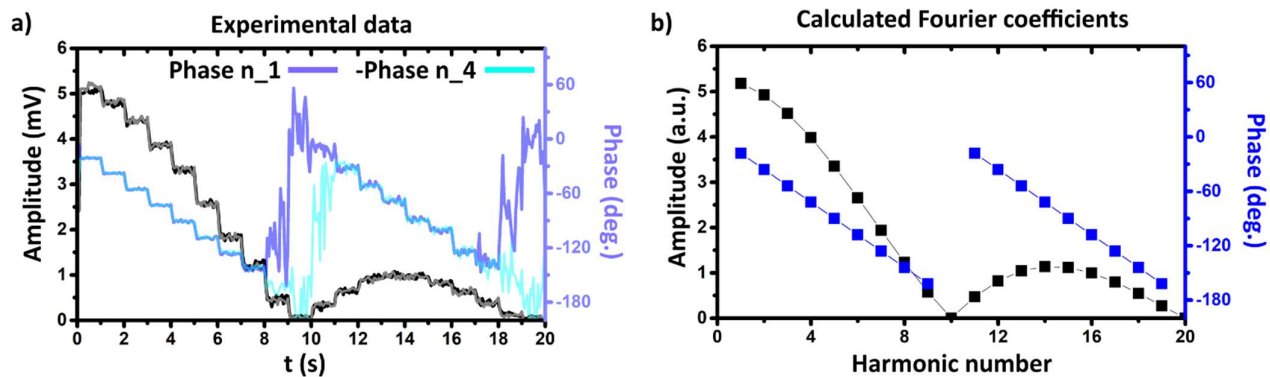 a)
Experimental data
Phase n_1
-Phase n_4
Amplitude (mV)
6
5
4
3
2
1
0
0 2 4 6 8 10 12 14 16 18 20
t (s)
60
0
-60
-120
-180
Phase (deg.)
b)
Calculated Fourier coefficients
Amplitude (a.u.)
6
5
4
3
2
1
0
0 4 8 12 16 20
Harmonic number
60
0
-60
-120
-180
Phase (deg.)